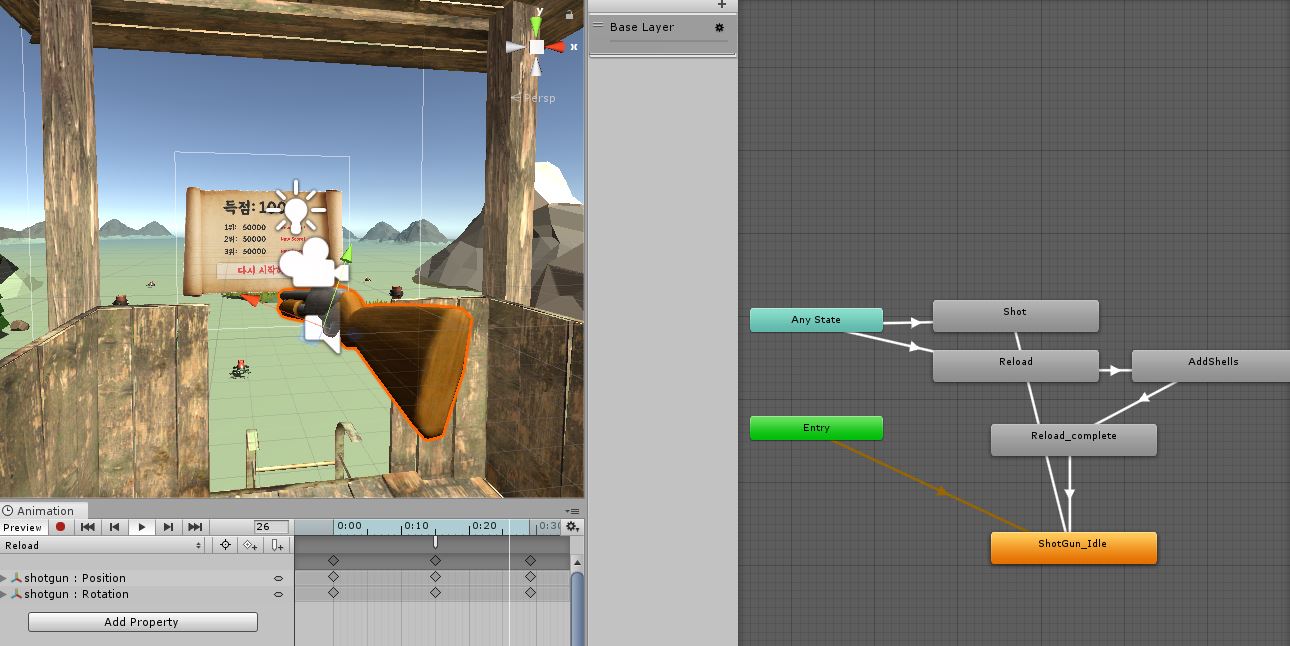 y
x
Persp
득점: 100
1위: 50000
2위: 50000 New Score!
3위: 50000
다시 시작
Animation
Preview
26
0:00
0:10
0:20
0:30
Reload
shotgun : Position
shotgun : Rotation
Add Property
Base Layer
Any State
Shot
Reload
AddShells
Entry
Reload_complete
ShotGun_Idle